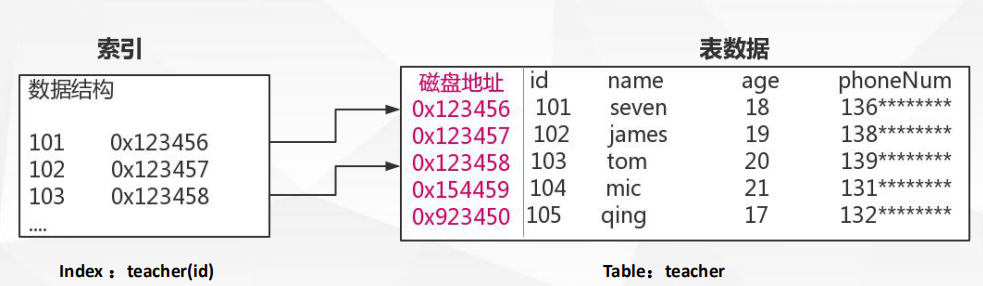 索引
数据结构
101 0x123456
102 0x123457
103 0x123458
....
Index：teacher(id)
表数据
磁盘地址 id name age phoneNum
0x123456 101 seven 18 136********
0x123457 102 james 19 138********
0x123458 103 tom 20 139********
0x154459 104 mic 21 131********
0x923450 105 qing 17 132********
Table：teacher